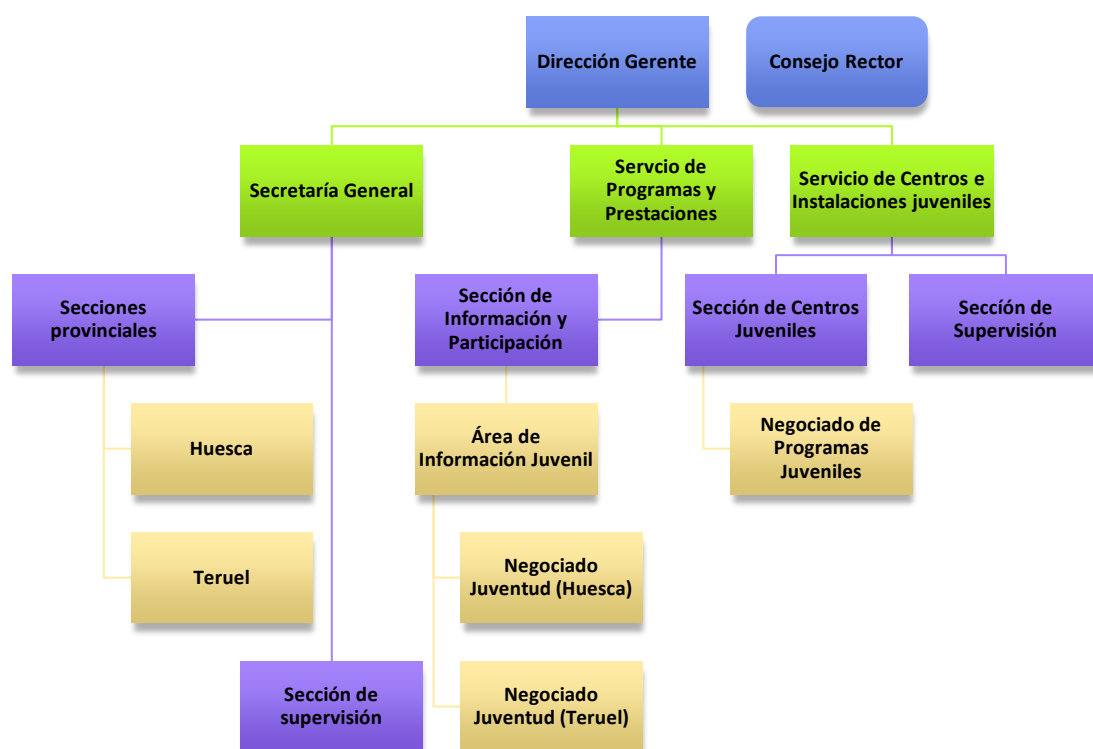 Dirección Gerente
Consejo Rector
Secretaría General
Servcio de
Programas y
Prestaciones
Servicio de Centros e
Instalaciones juveniles
Secciones
provinciales
Sección de
Información y
Participación
Sección de Centros
Juveniles
Seccíón de
Supervisión
Huesca
Área de
Información Juvenil
Negociado de
Programas
Juveniles
Teruel
Negociado
Juventud (Huesca)
Sección de
supervisión
Negociado
Juventud (Teruel)